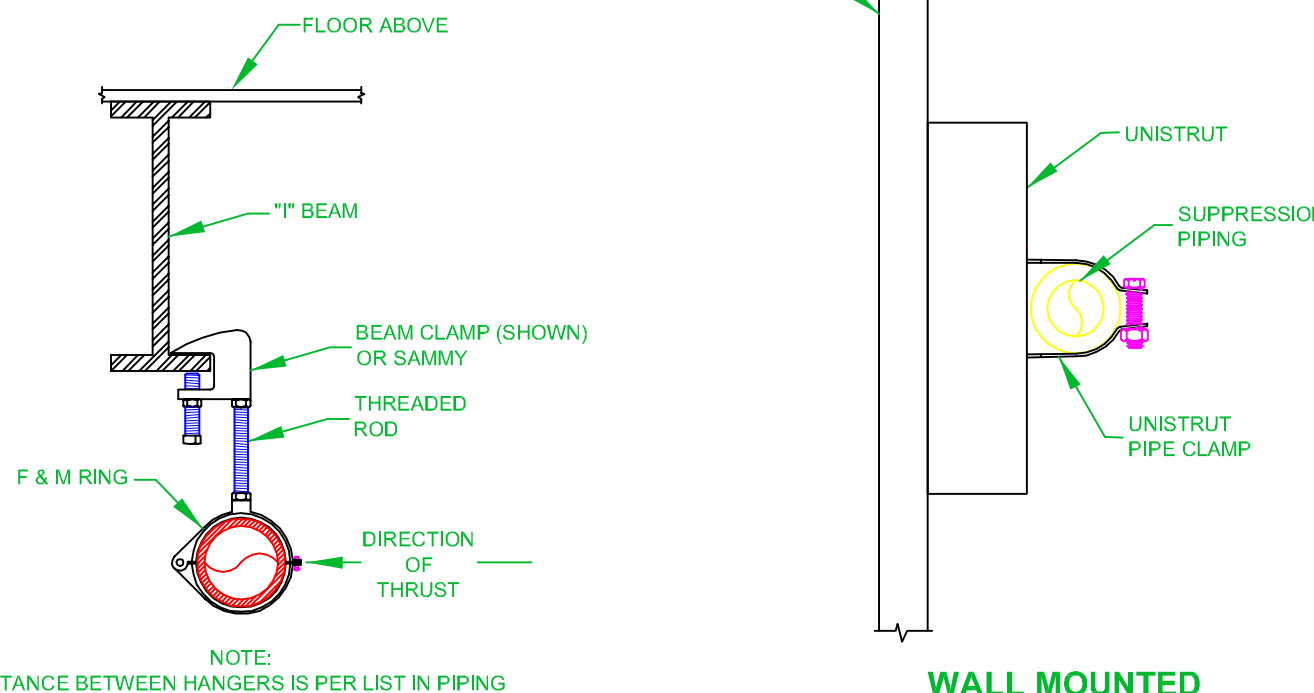 FLOOR ABOVE
"I" BEAM
BEAM CLAMP (SHOWN)
OR SAMMY
THREADED
ROD
F & M RING
DIRECTION
OF
THRUST
NOTE:
TANCE BETWEEN HANGERS IS PER LIST IN PIPING
UNISTRUT
SUPPRESSION
PIPING
UNISTRUT
PIPE CLAMP
WALL MOUNTED